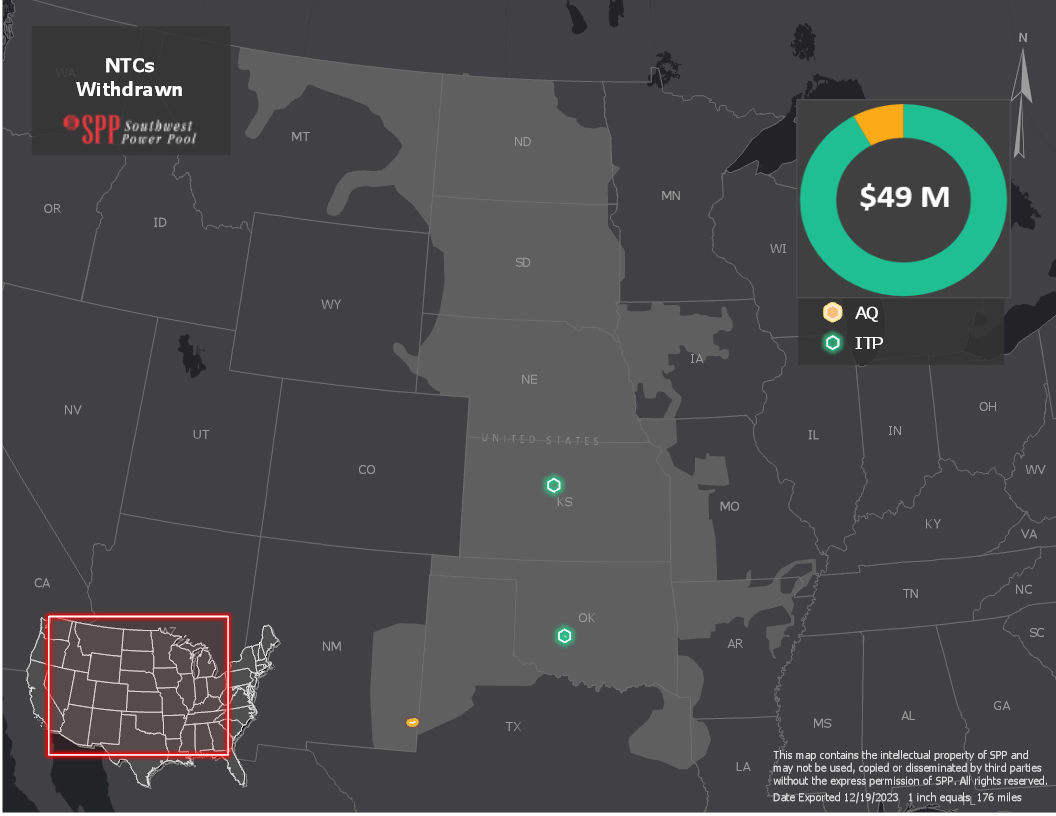 NTCs
Withdrawn
SPP Southwest
Power Pool
WA
MT
ND
MN
OR
ID
SD
WI
WY
NE
IA
NV
UT
CO
UNITED STATES
KS
MO
IL
IN
OH
WV
KY
VA
CA
AZ
NM
OK
AR
TN
NC
SC
TX
LA
MS
AL
GA
FL
N
$49 M
AQ
ITP
This map contains the intellectual property of SPP and
may not be used, copied or disseminated by third parties
without the express permission of SPP. All rights reserved.
Date Exported 12/19/2023 1 inch equals 176 miles